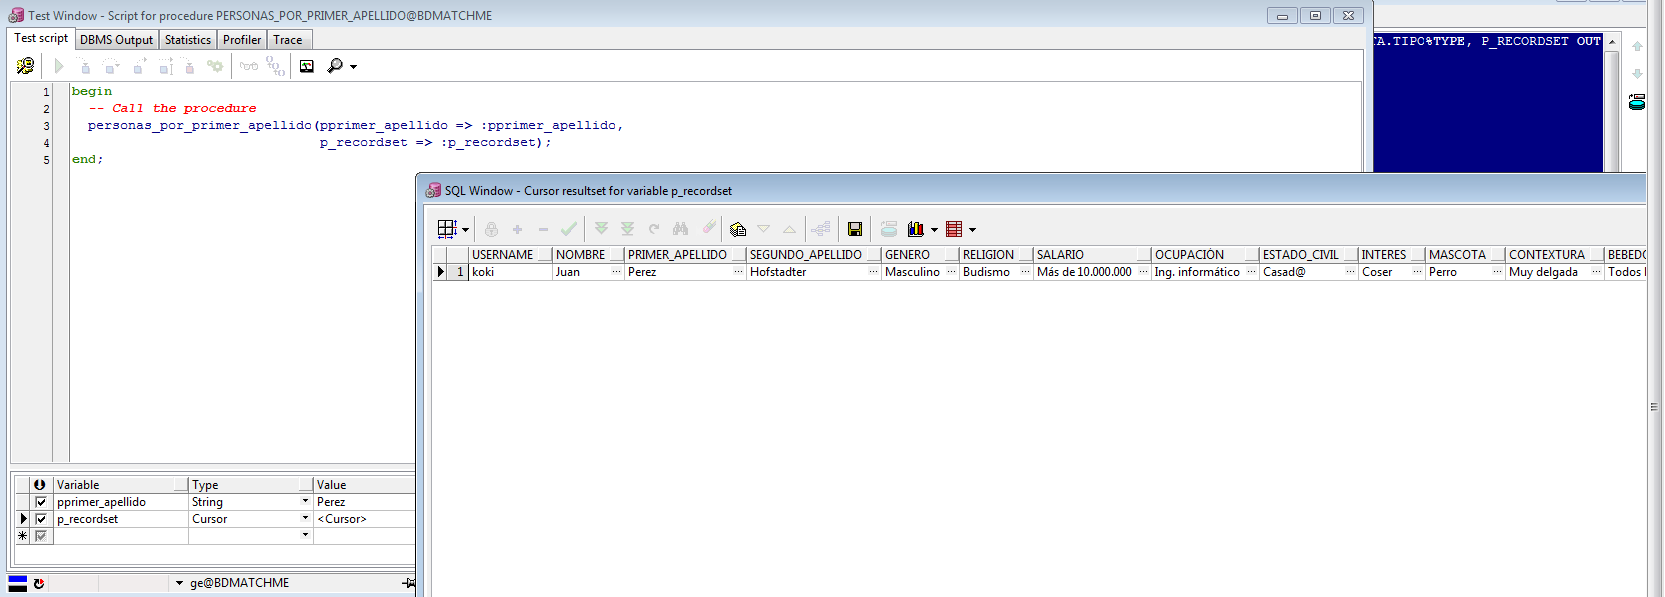 Test Window - Script for procedure PERSONAS_POR_PRIMER_APELLIDO@BDMATCHME
Test script DBMS Output Statistics Profiler Trace
TA.TIPO%TYPE, P_RECORDSET OUT
1 begin
2 -- Call the procedure
3 personas_por_primer_apellido(pprimer_apellido => :pprimer_apellido,
4 p_recordset => :p_recordset);
5 end;
SQL Window - Cursor resultset for variable p_recordset
USERNAME NOMBRE PRIMER_APELLIDO SEGUNDO_APELLIDO GENERO RELIGION SALARIO OCUPACIÓN ESTADO_CIVIL INTERES MASCOTA CONTEXTURA BEBEDO
1 koki Juan Perez Hofstadter Masculino Budismo Más de 10.000.000 Ing. informático Casad@ Coser Perro Muy delgada Todos
Variable Type Value
pprimer_apellido String Perez
p_recordset Cursor <Cursor>
ge@BDMATCHME